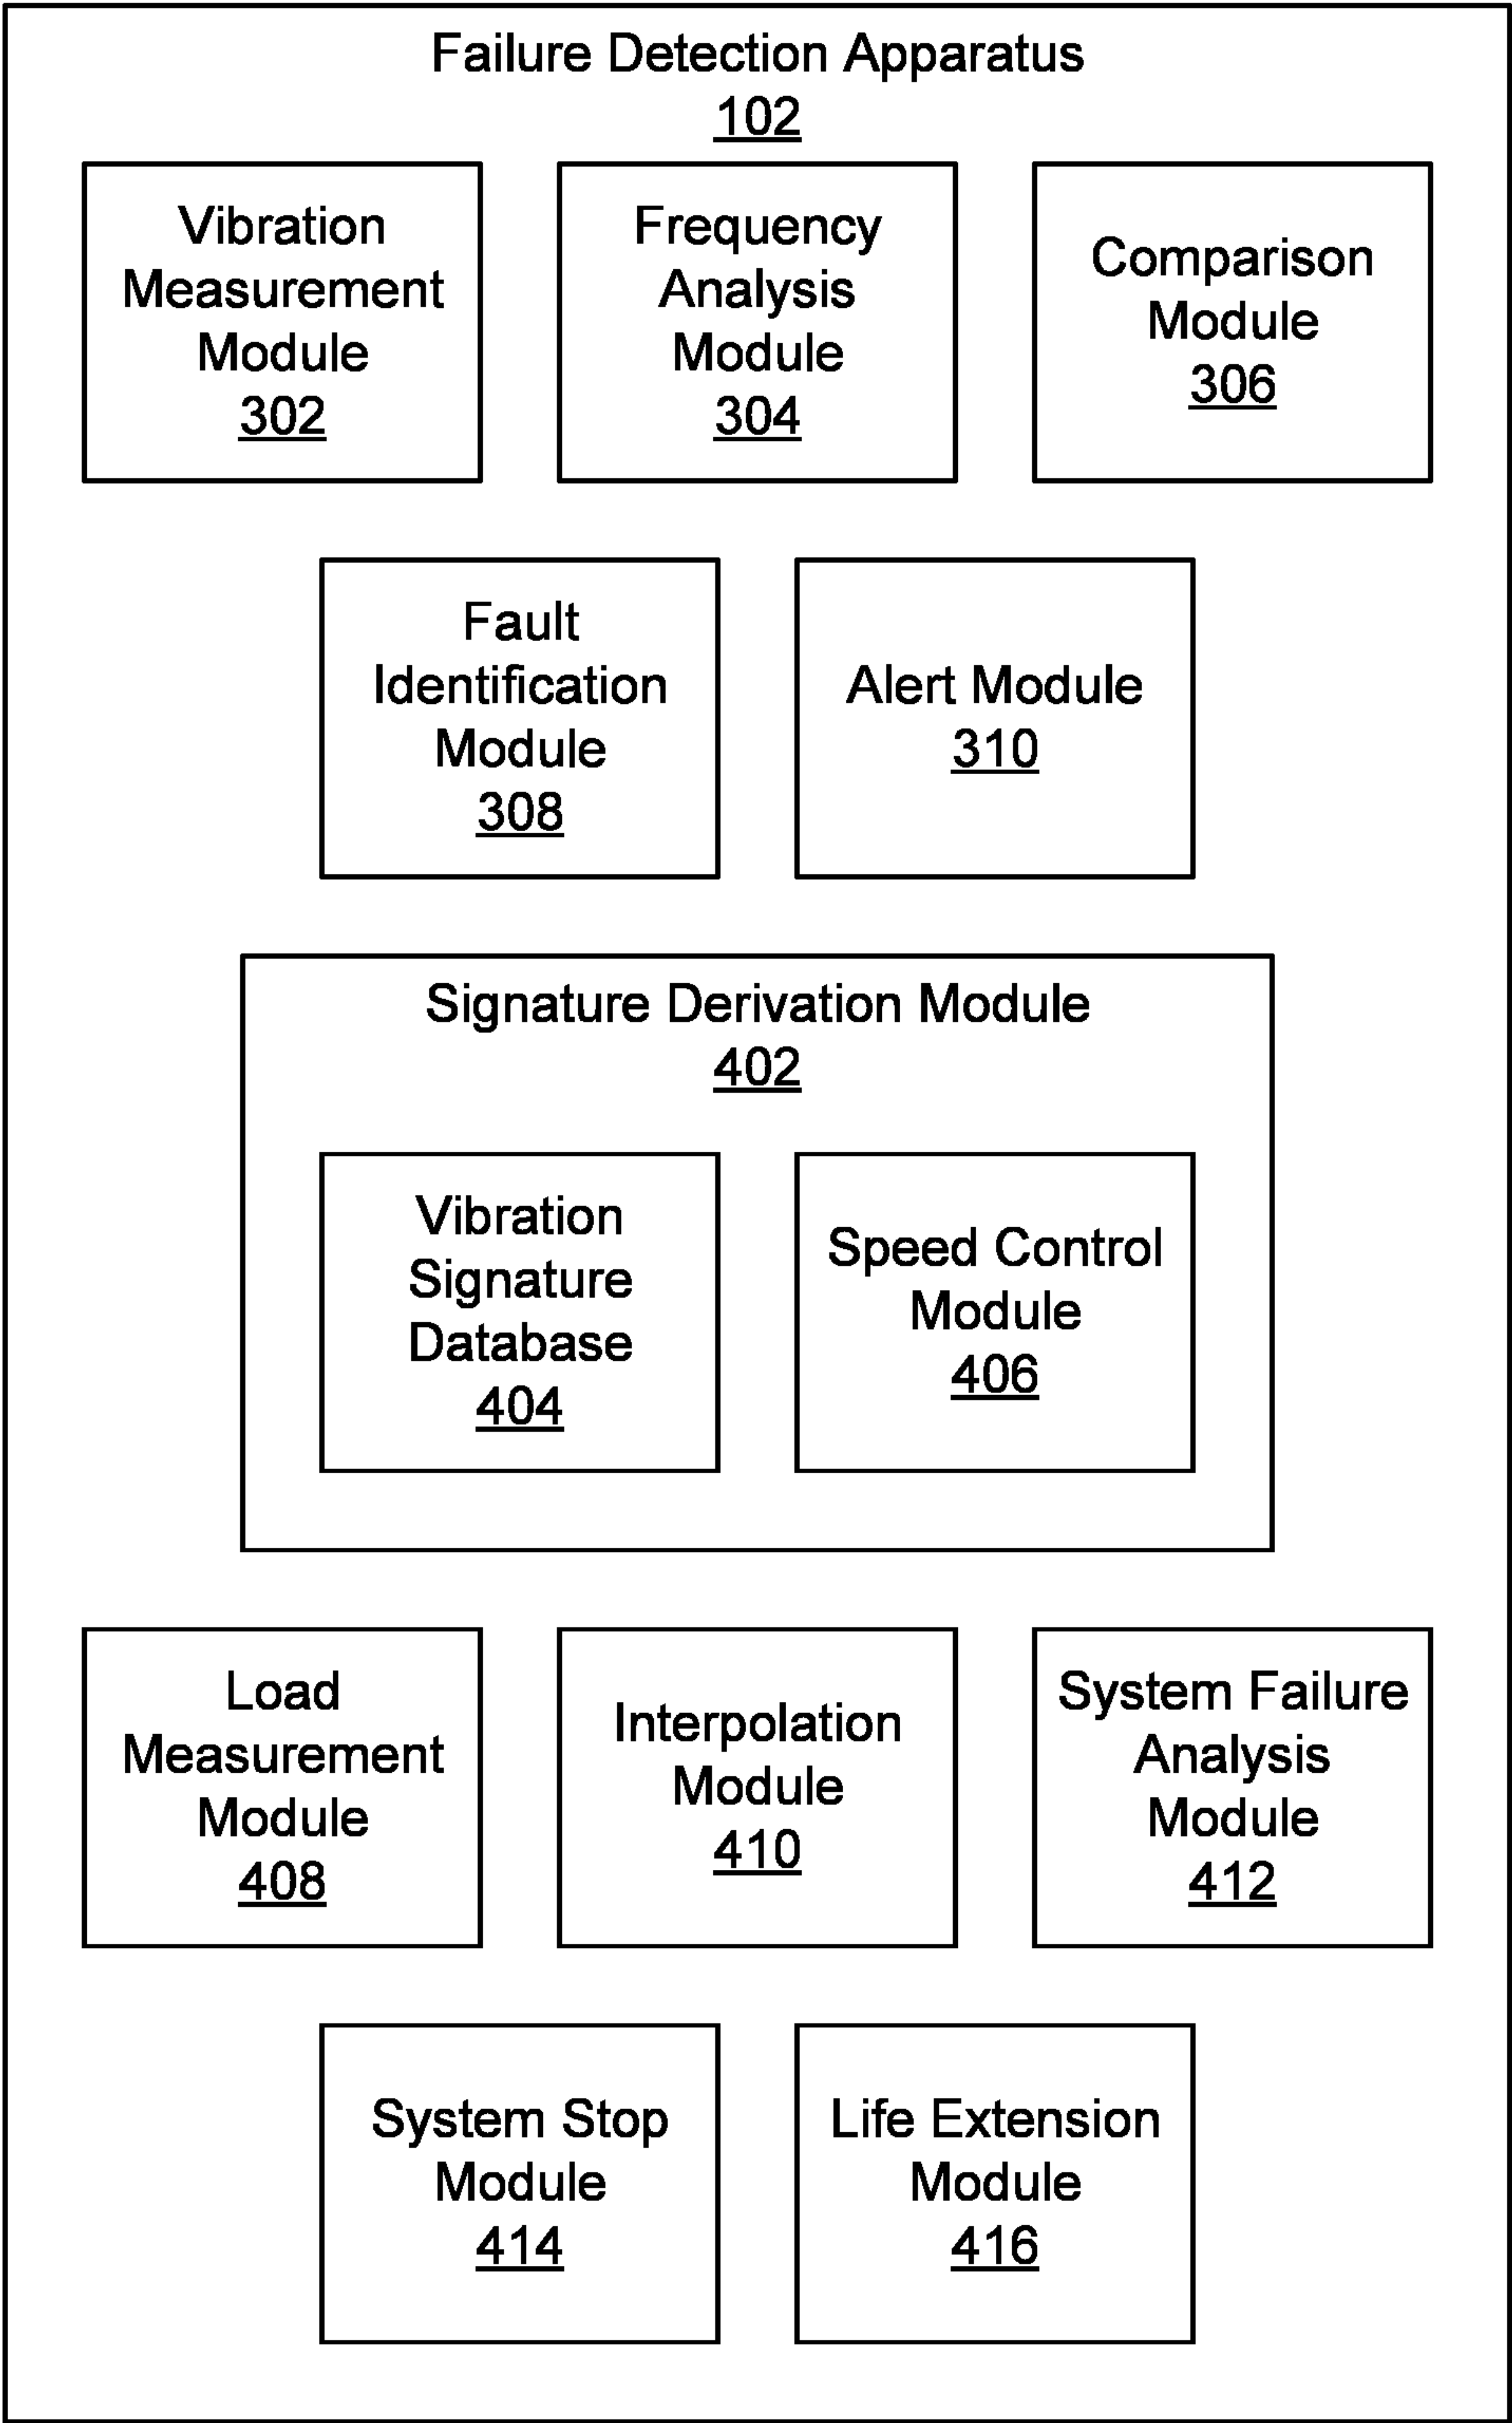 Failure Detection Apparatus
102
Vibration
Measurement
Module
302
Frequency
Analysis
Module
304
Comparison
Module
306
Fault
Identification
Module
308
Alert Module
310
Signature Derivation Module
402
Vibration
Signature
Database
404
Speed Control
Module
406
Load
Measurement
Module
408
Interpolation
Module
410
System Failure
Analysis
Module
412
System Stop
Module
414
Life Extension
Module
416